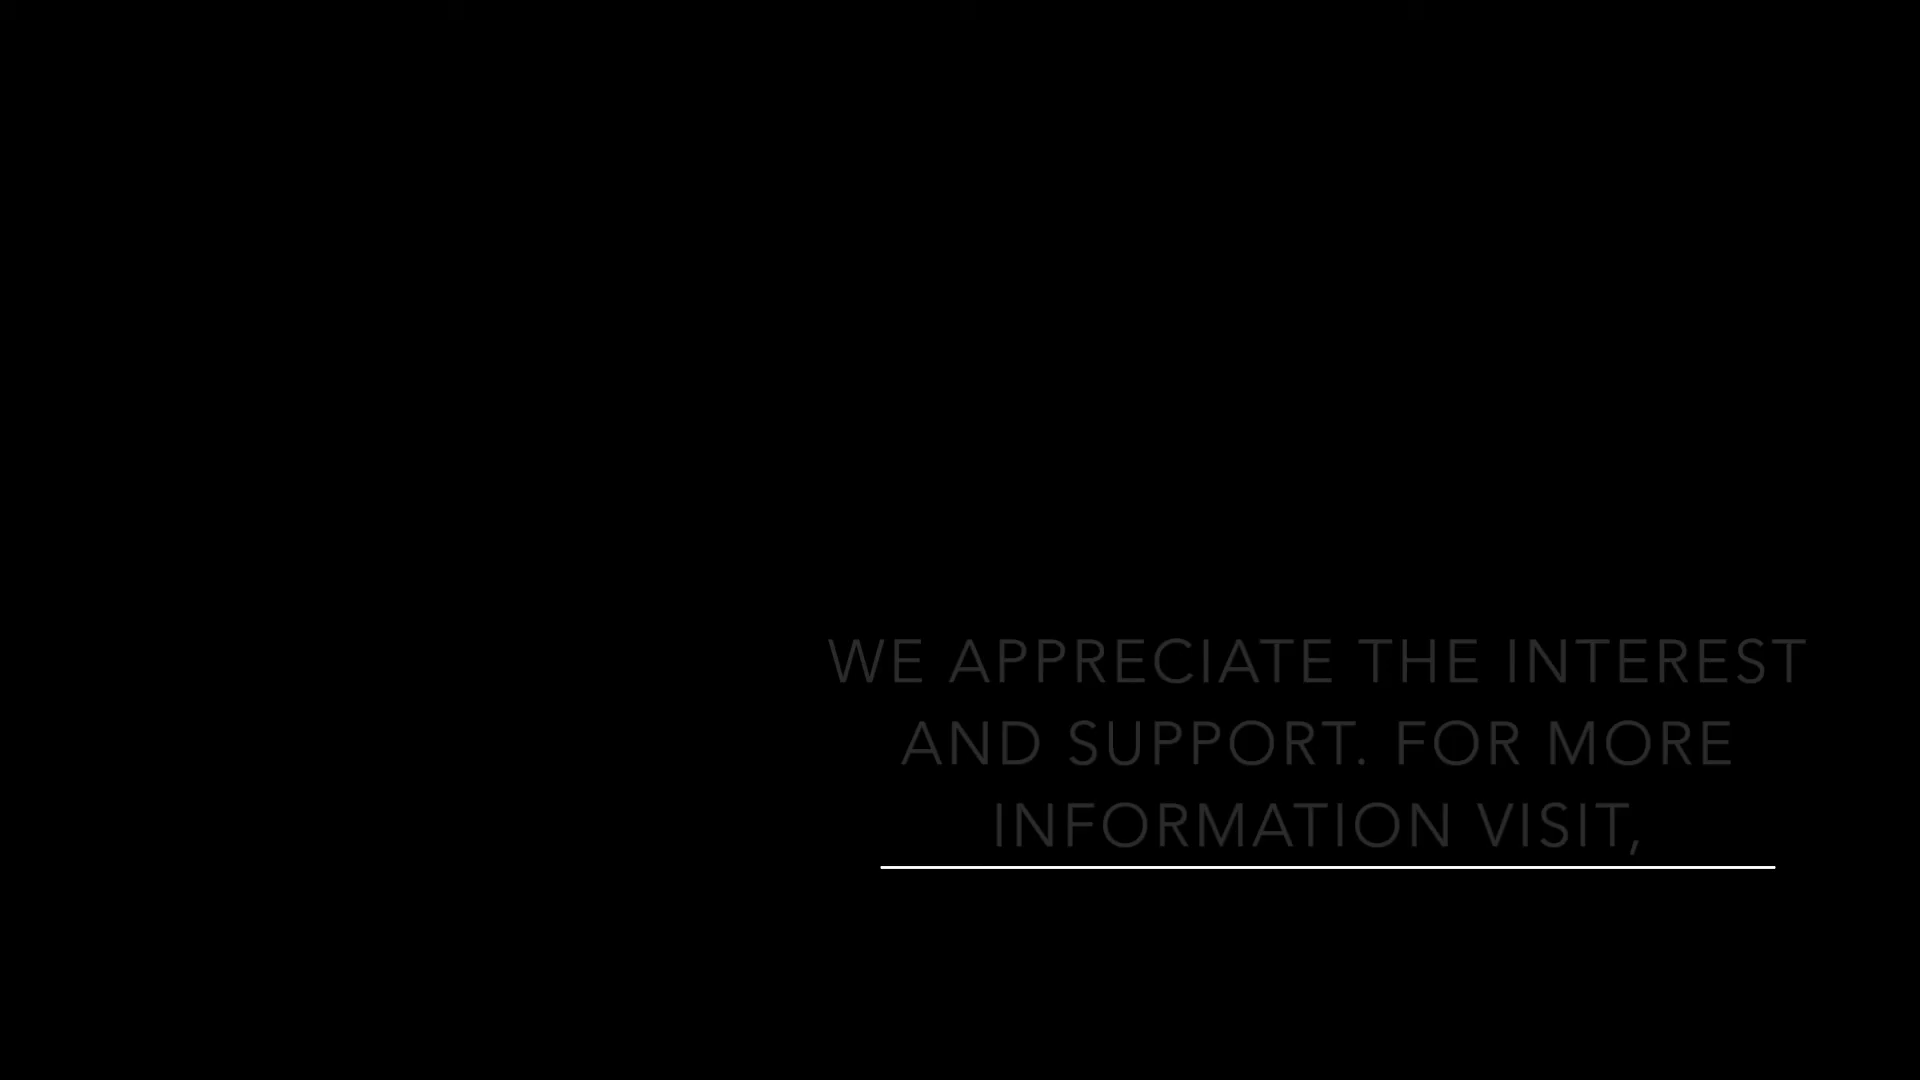 WE APPRECIATE THE INTEREST
AND SUPPORT. FOR MORE
INFORMATION VISIT,